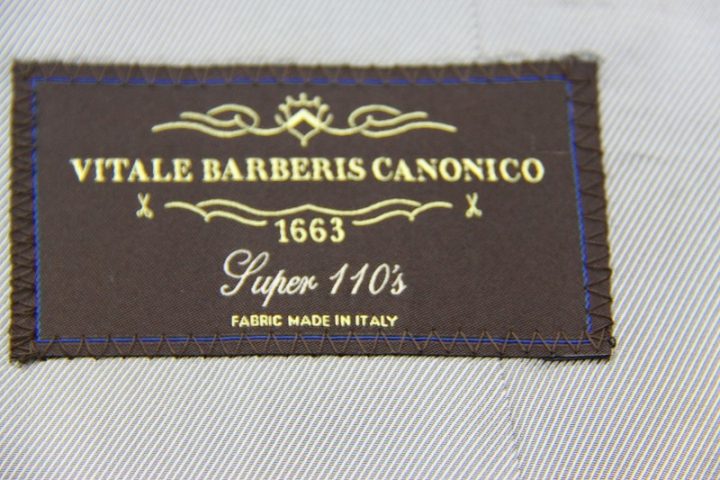 VITALE BARBERIS CANONICO
1663
Super 110's
FABRIC MADE IN ITALY